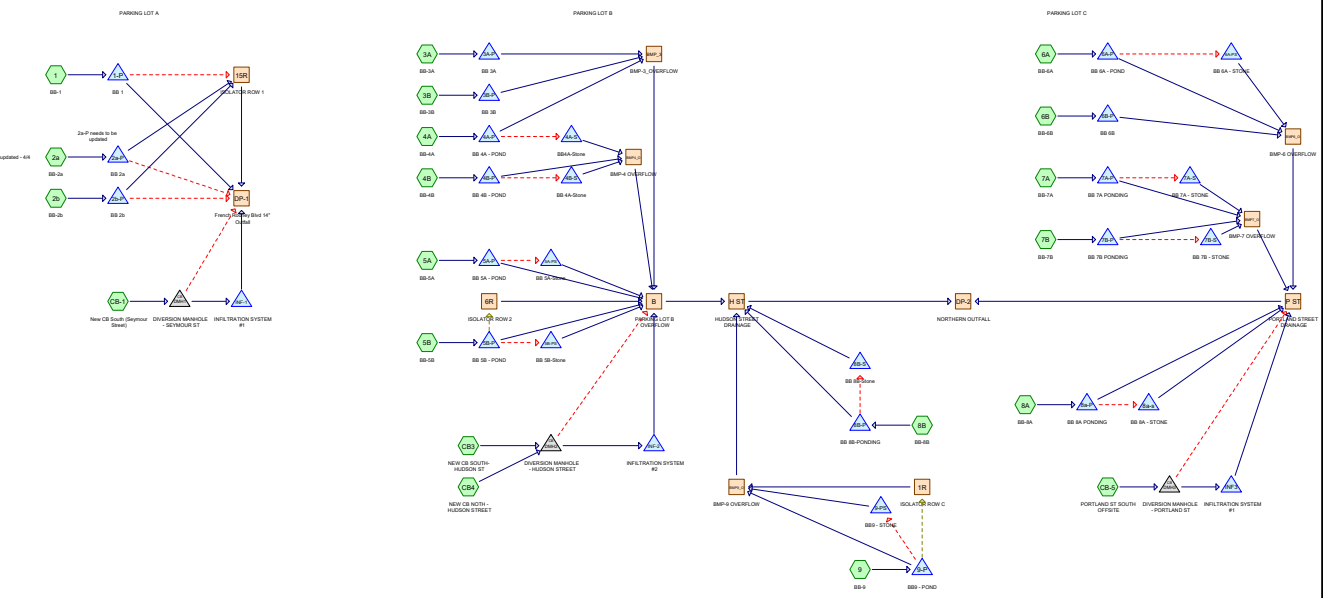 PARKING LOT A
PARKING LOT B
PARKING LOT C
1
BB-1
1-P
BB 1
15R
ISOLATOR ROW 1
2a-P needs to be
updated
updated - 4/4
2a
BB-2a
2a-P
BB 2a
2b
BB-2b
2b-P
BB 2b
DP-1
Outfall
CB-1
New CB South (Seymour
Street)
DIVERSION MANHOLE
- SEYMOUR ST
INF-1
INFILTRATION SYSTEM
#1
3A
BB-3A
3A-P
BB 3A
BMP-3_OVERFLOW
3B
BB-3B
3B-P
BB 3B
4A
BB-4A
4A-P
BB 4A - POND
4A-S
BB4A-Stone
4B
BB-4B
4B-P
BB 4B - POND
4B-S
BB-4A-Stone
BMP-4 OVERFLOW
5A
BB-5A
5A-P
BB 5A - POND
BB 5A-Stone
6R
ISOLATOR ROW 2
5B
BB-5B
5B-P
BB 5B - POND
BB 5B-Stone
B
PARKING LOT B
OVERFLOW
H ST
HUDSON STREET
DRAINAGE
DP-2
NORTHERN OUTFALL
CB3
NEW CB SOUTH-
HUDSON ST
CB4
NEW CB NOTH -
HUDSON STREET
DIVERSION MANHOLE
- HUDSON STREET
INF-2
INFILTRATION SYSTEM
#2
8B-S
BB 8B-Stone
8B-P
BB 8B-PONDING
8B
BB-8B
BMP-9 OVERFLOW
1R
ISOLATOR ROW C
9-PS
BB9 - STONE
9
BB-9
9-P
BB9 - POND
6A
BB-6A
6A-P
BB 6A - POND
BB 6A - STONE
6B
BB-6B
6B-P
BB 6B
BMP-6 OVERFLOW
7A
BB-7A
7A-P
BB 7A PONDING
7A-S
BB 7A - STONE
BMP-7 OVERFLOW
7B
BB-7B
7B-P
BB 7B PONDING
7B-S
BB 7B - STONE
P ST
PORTLAND STREET
DRAINAGE
8A
BB-8A
8a-P
BB 8A PONDING
8a-s
BB 8A - STONE
CB-5
PORTLAND ST SOUTH
OFFSITE
DIVERSION MANHOLE
- PORTLAND ST
INF3
INFILTRATION SYSTEM
#1